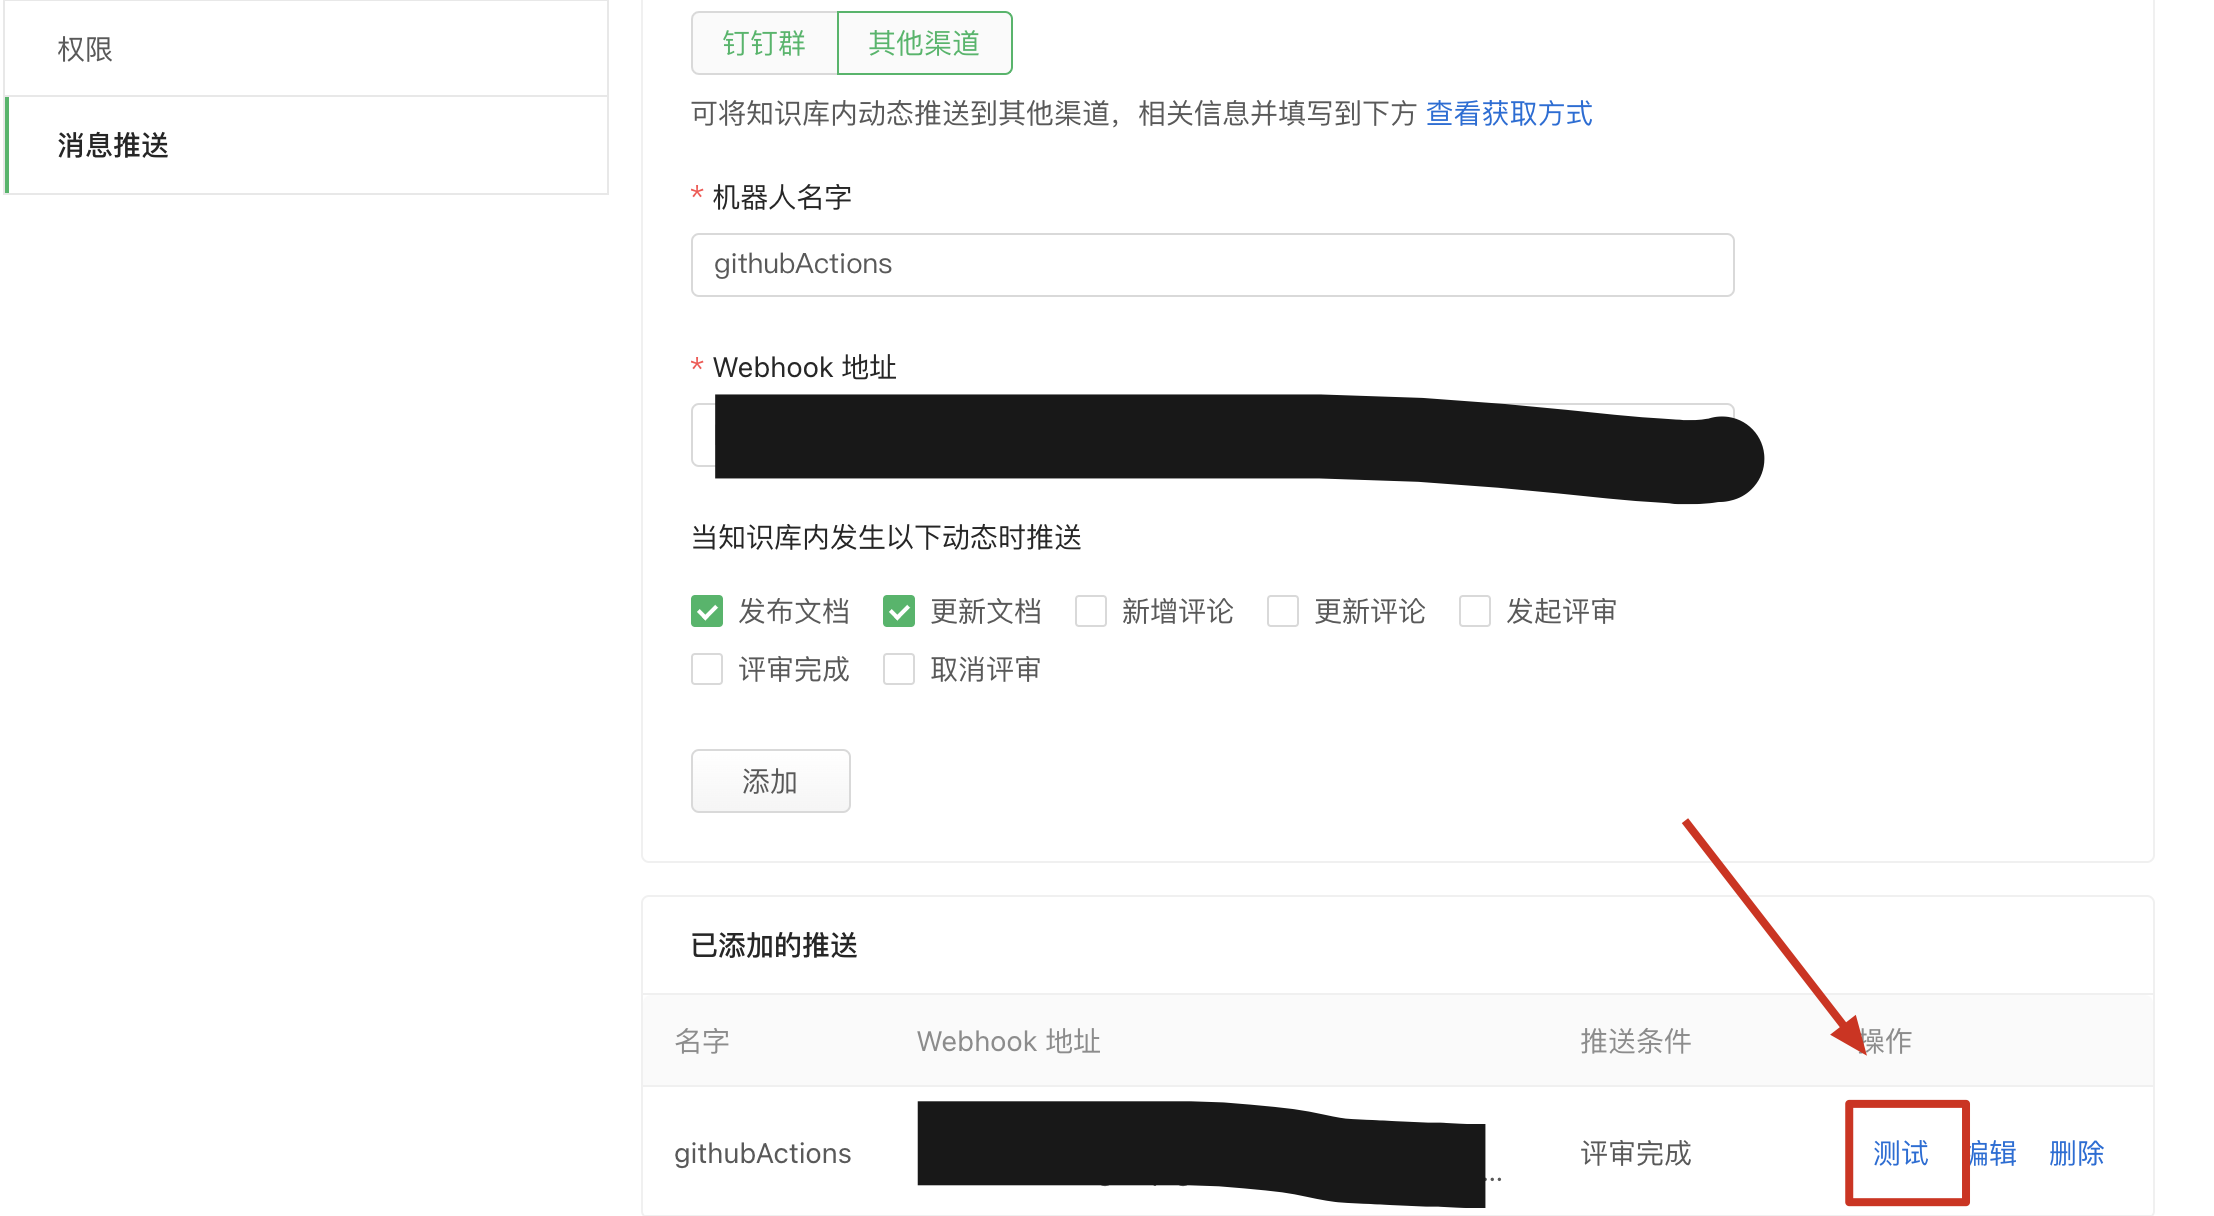 权限
消息推送
钉钉群 其他渠道
可将知识库内动态推送到其他渠道，相关信息并填写到下方 查看获取方式
* 机器人名字
githubActions
* Webhook 地址
当知识库内发生以下动态时推送
发布文档 更新文档 新增评论 更新评论 发起评审
评审完成 取消评审
添加
已添加的推送
名字 Webhook 地址 推送条件 操作
githubActions ... 评审完成 测试 编辑 删除